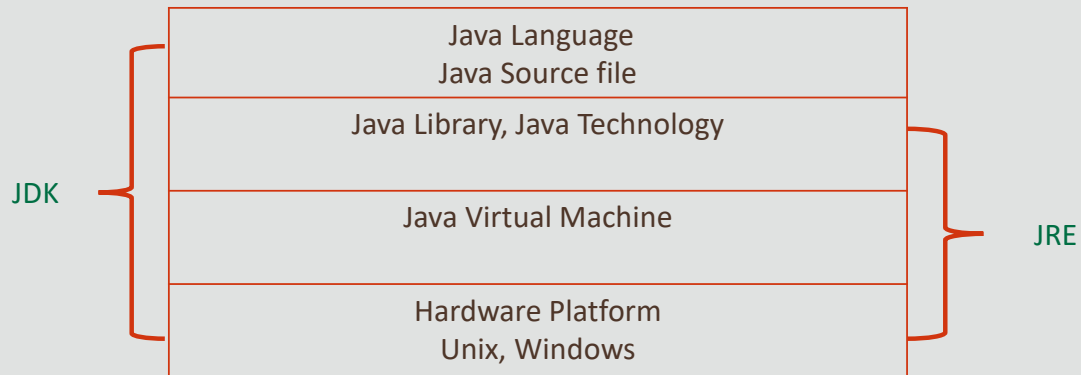 Java Language
Java Source file
Java Library, Java Technology
JDK
Java Virtual Machine
JRE
Hardware Platform
Unix, Windows